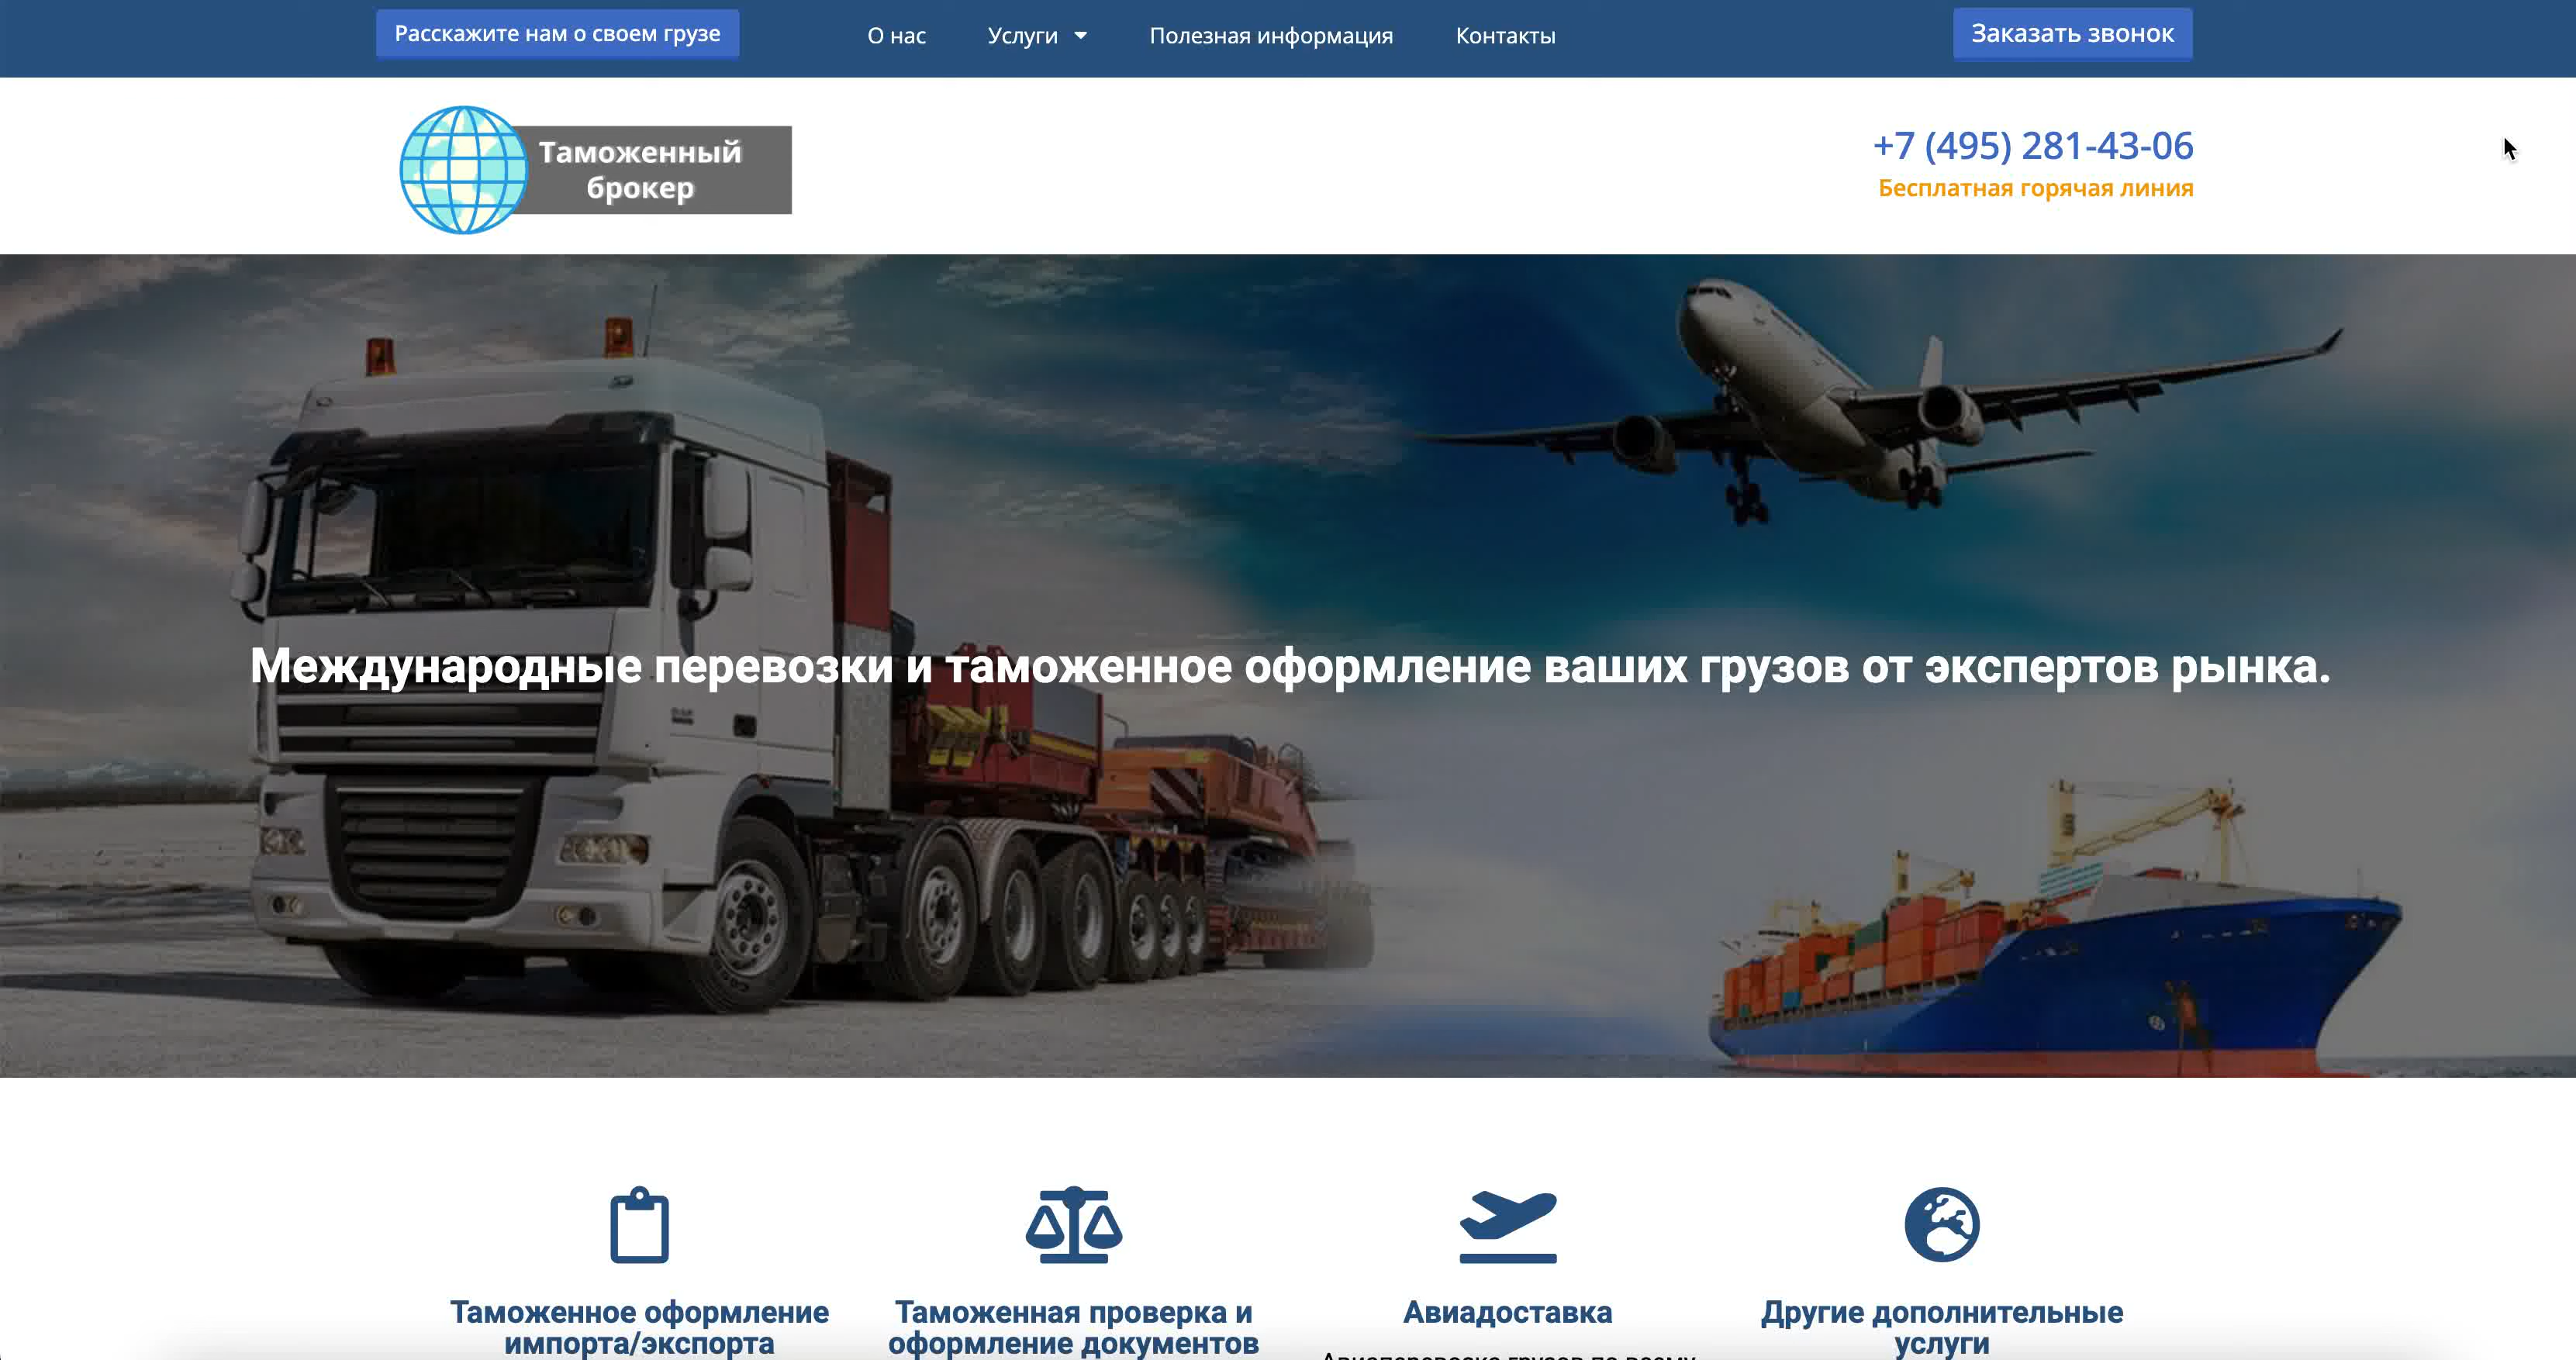 Расскажите нам о своем грузе
О нас
Услуги
Полезная информация
Контакты
Заказать звонок
Таможенный
брокер
+7 (495) 281-43-06
Бесплатная горячая линия
Международные перевозки и таможенное оформление ваших грузов от экспертов рынка.
Таможенное оформление
импорта/экспорта
Таможенная проверка и
оформление документов
Авиадоставка
Другие дополнительные
услуги